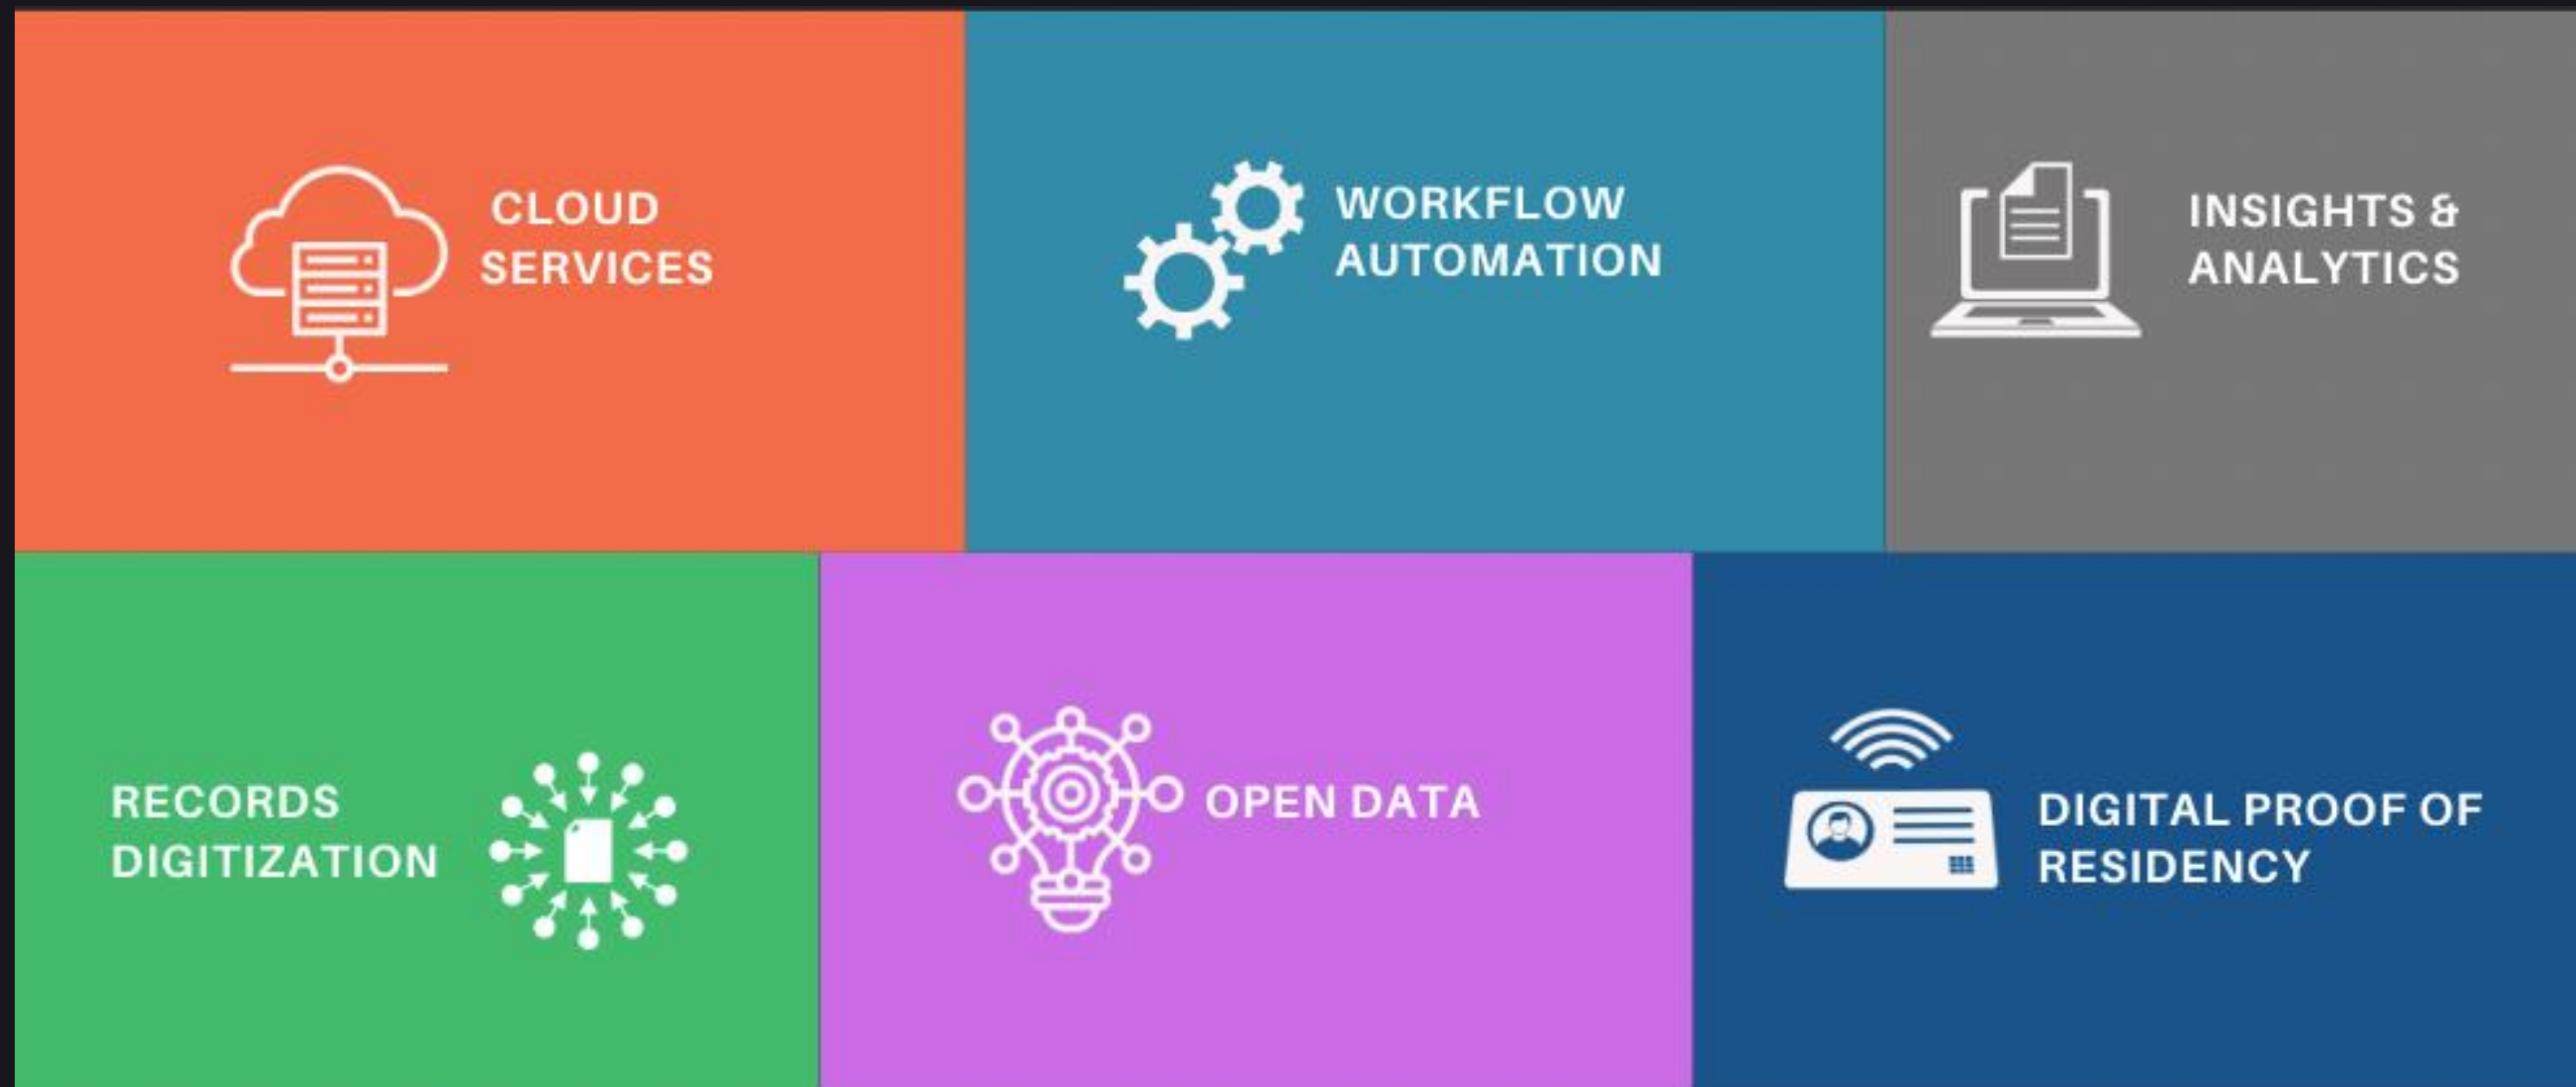 CLOUD
SERVICES
WORKFLOW
AUTOMATION
INSIGHTS &
ANALYTICS
RECORDS
DIGITIZATION
OPEN DATA
DIGITAL PROOF OF
RESIDENCY